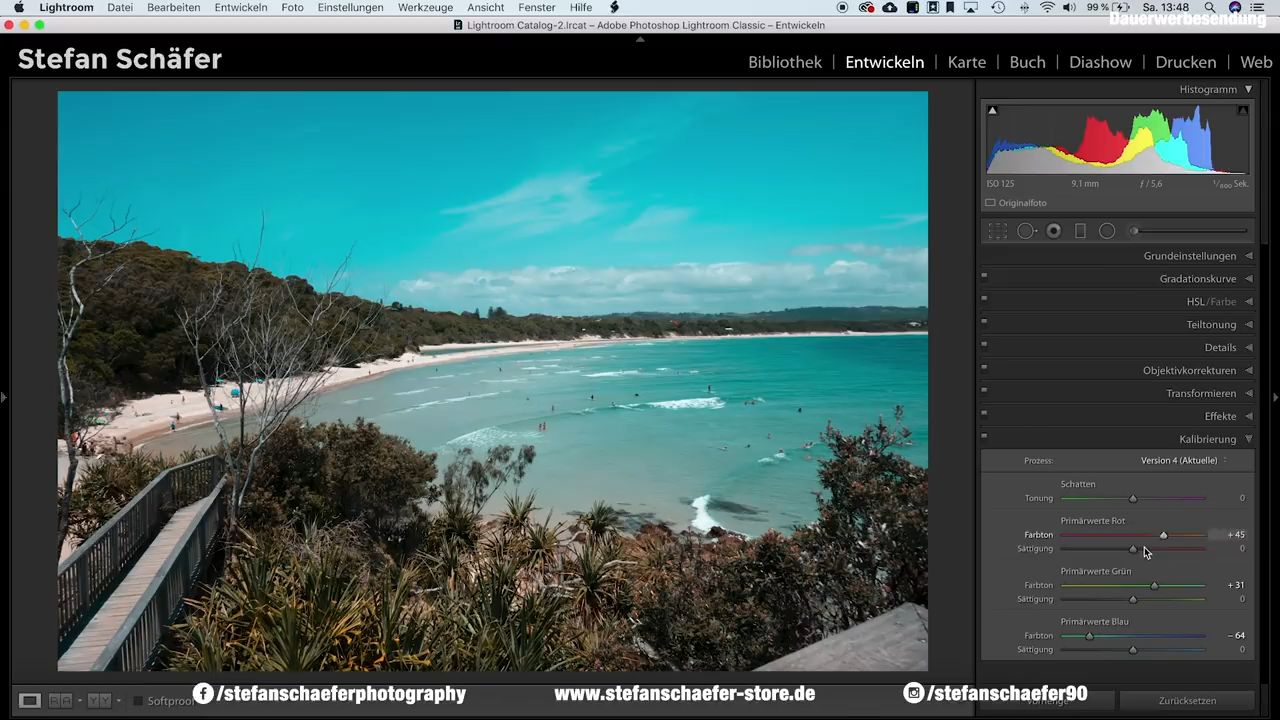 Lightroom Datei Bearbeiten Entwickeln Foto Einstellungen Werkzeuge Ansicht Fenster Hilfe 99 % Sa. 13:48
Dauerwerbesendung
Lightroom Catalog-2.lrcat – Adobe Photoshop Lightroom Classic – Entwickeln
Stefan Schäfer
Bibliothek | Entwickeln | Karte | Buch | Diashow | Drucken | Web
Histogramm
ISO 125 9.1 mm ƒ / 5,6 1/800 Sek.
Originalfoto
Grundeinstellungen
Gradationskurve
HSL / Farbe
Teiltonung
Details
Objektivkorrekturen
Transformieren
Effekte
Kalibrierung
Prozess: Version 4 (Aktuelle)
Schatten
Tonung 0
Primärwerte Rot
Farbton + 45
Sättigung 0
Primärwerte Grün
Farbton + 31
Sättigung 0
Primärwerte Blau
Farbton – 64
Sättigung 0
Softproof
/stefanschaeferphotography www.stefanschaefer-store.de /stefanschaefer90
Zurücksetzen